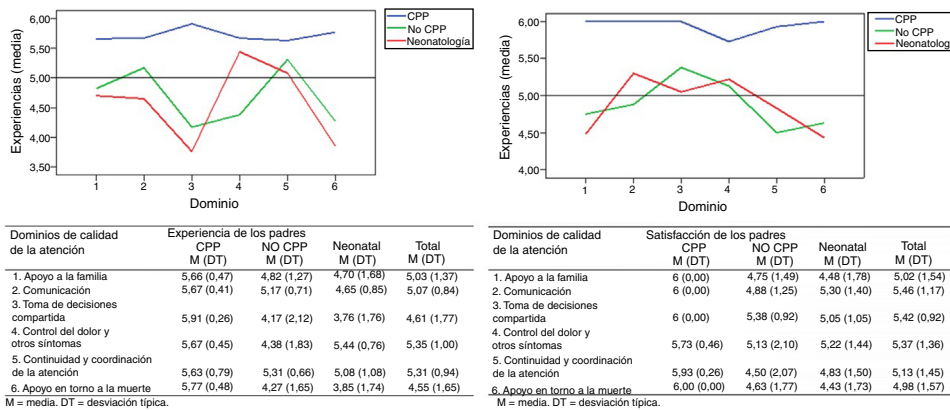 6,00
5,50
5,00
4,50
4,00
3,50
Experiencias (media)
1 2 3 4 5 6
Dominio
CPP
No CPP
Neonatología
Dominios de calidad de la atención
Experiencia de los padres
CPP M (DT)
NO CPP M (DT)
Neonatal M (DT)
Total M (DT)
1. Apoyo a la familia 5,66 (0,47) 4,82 (1,27) 4,70 (1,68) 5,03 (1,37)
2. Comunicación 5,67 (0,41) 5,17 (0,71) 4,65 (0,85) 5,07 (0,84)
3. Toma de decisiones
compartida 5,91 (0,26) 4,17 (2,12) 3,76 (1,76) 4,61 (1,77)
4. Control del dolor y
otros síntomas 5,67 (0,45) 4,38 (1,83) 5,44 (0,76) 5,35 (1,00)
5. Continuidad y coordinación
de la atención 5,63 (0,79) 5,31 (0,66) 5,08 (1,08) 5,31 (0,94)
6. Apoyo en torno a la muerte 5,77 (0,48) 4,27 (1,65) 3,85 (1,74) 4,55 (1,65)
M = media. DT = desviación típica.
6,00
5,50
5,00
4,50
4,00
Experiencias (media)
1 2 3 4 5 6
Dominio
CPP
No CPP
Neonatolog
Dominios de calidad de la atención
Satisfacción de los padres
CPP M (DT)
NO CPP M (DT)
Neonatal M (DT)
Total M (DT)
1. Apoyo a la familia 6 (0,00) 4,75 (1,49) 4,48 (1,78) 5,02 (1,54)
2. Comunicación 6 (0,00) 4,88 (1,25) 5,30 (1,40) 5,46 (1,17)
3. Toma de decisiones
compartida 6 (0,00) 5,38 (0,92) 5,05 (1,05) 5,42 (0,92)
4. Control del dolor y
otros síntomas 5,73 (0,46) 5,13 (2,10) 5,22 (1,44) 5,37 (1,36)
5. Continuidad y coordinación
de la atención 5,93 (0,26) 4,50 (2,07) 4,83 (1,50) 5,13 (1,45)
6. Apoyo en torno a la muerte 6,00 (0,00) 4,63 (1,77) 4,43 (1,73) 4,98 (1,57)
M = media. DT = desviación típica.